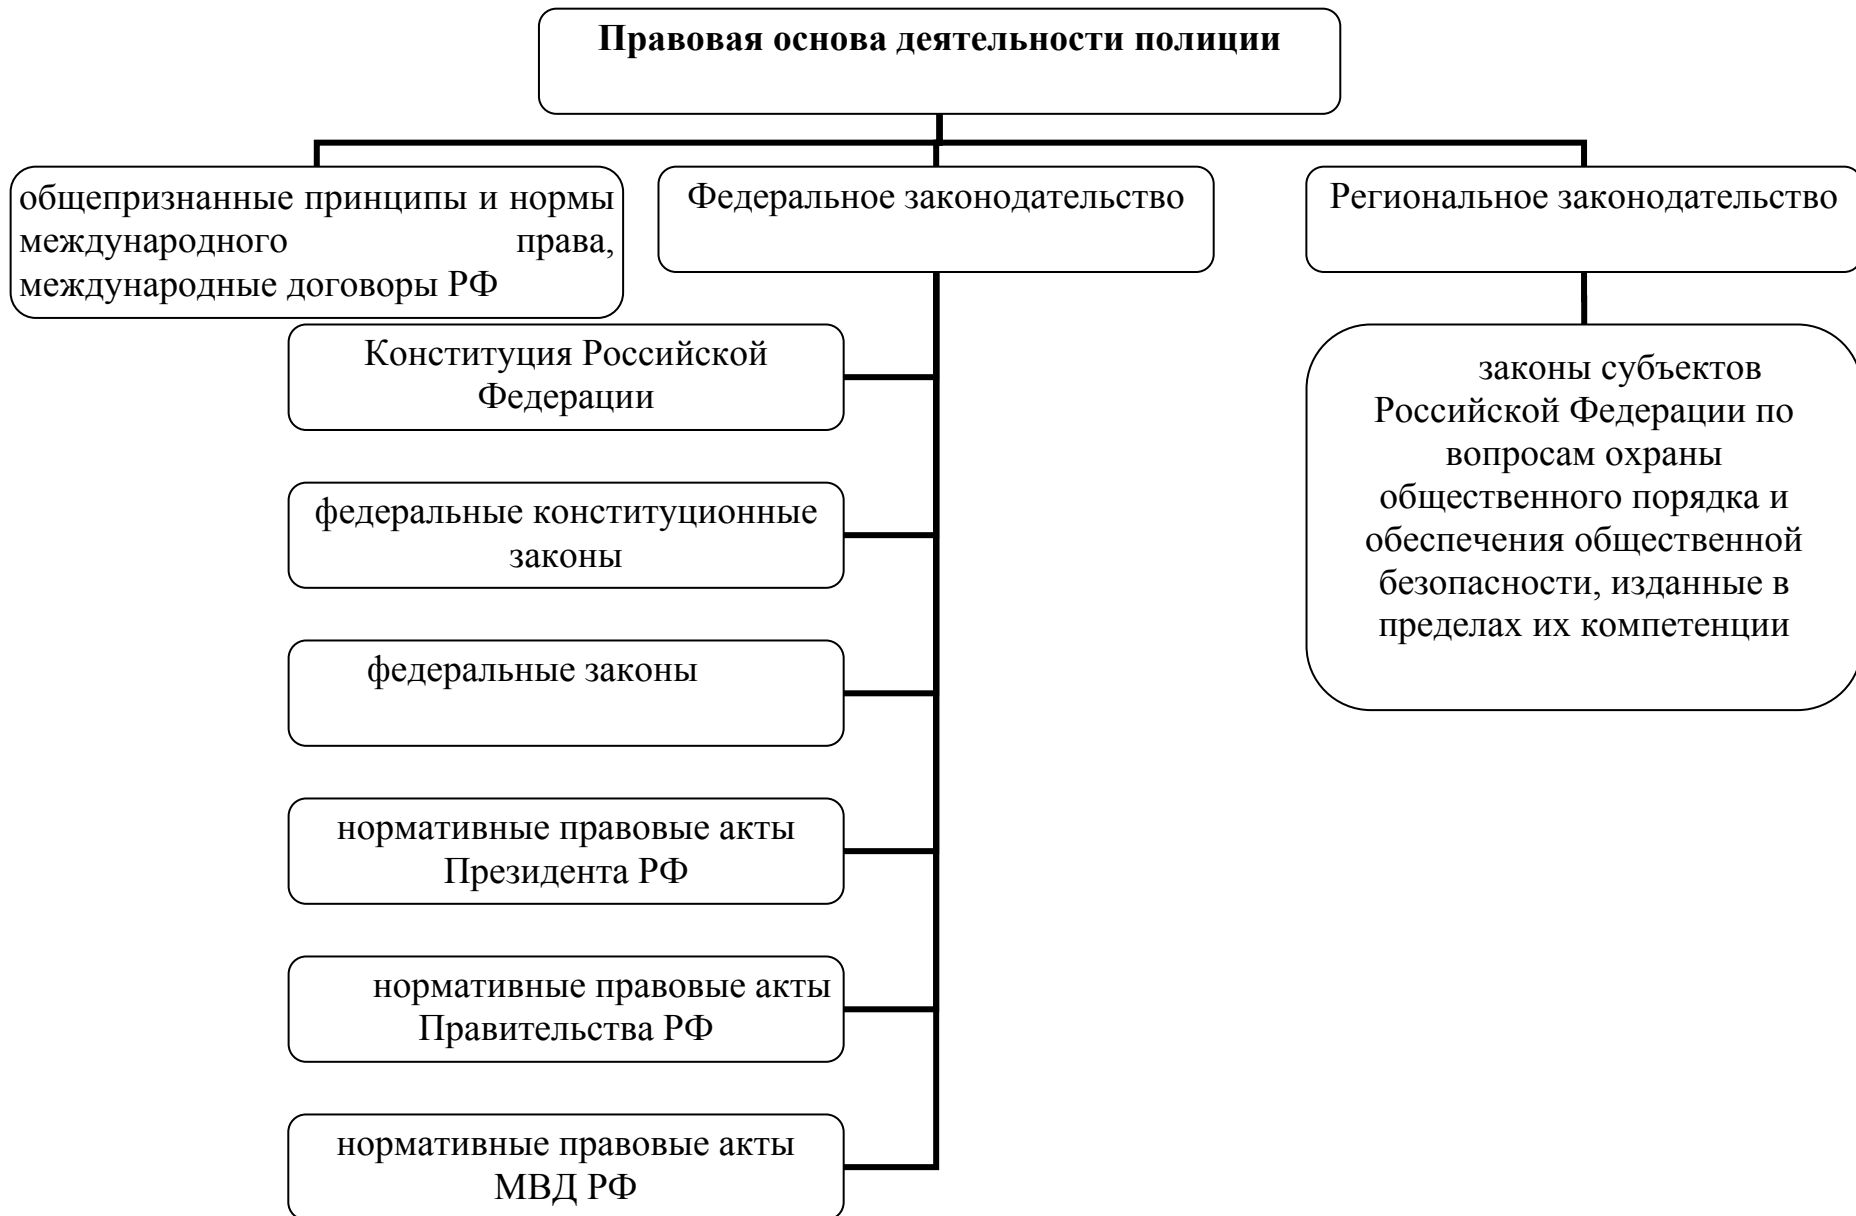 Правовая основа деятельности полиции
общепризнанные принципы и нормы
международного права,
международные договоры РФ
Федеральное законодательство
Региональное законодательство
Конституция Российской
Федерации
федеральные конституционные
законы
федеральные законы
нормативные правовые акты
Президента РФ
нормативные правовые акты
Правительства РФ
нормативные правовые акты
МВД РФ
законы субъектов
Российской Федерации по
вопросам охраны
общественного порядка и
обеспечения общественной
безопасности, изданные в
пределах их компетенции